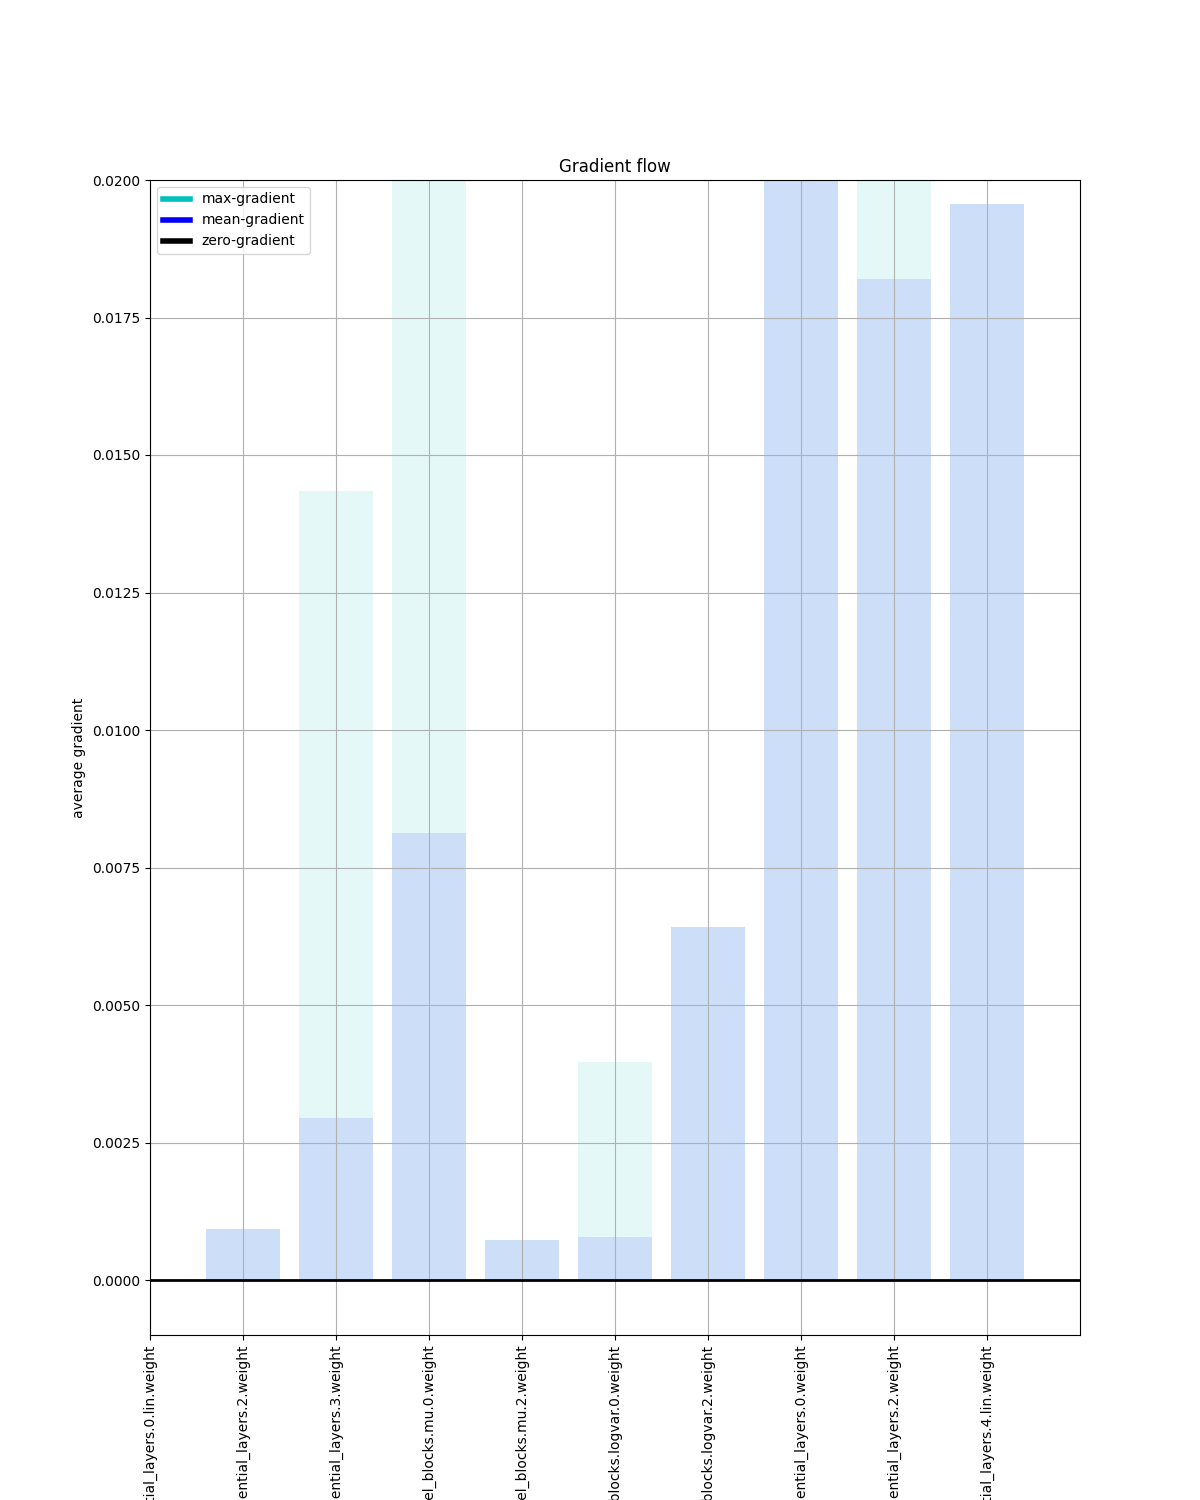 Gradient flow
max-gradient
mean-gradient
zero-gradient
0.0200
0.0175
0.0150
0.0125
0.0100
0.0075
0.0050
0.0025
0.0000
average gradient
tial_layers.0.lin.weight
ential_layers.2.weight
ential_layers.3.weight
el_blocks.mu.0.weight
el_blocks.mu.2.weight
blocks.logvar.0.weight
blocks.logvar.2.weight
ential_layers.0.weight
ential_layers.2.weight
tial_layers.4.lin.weight